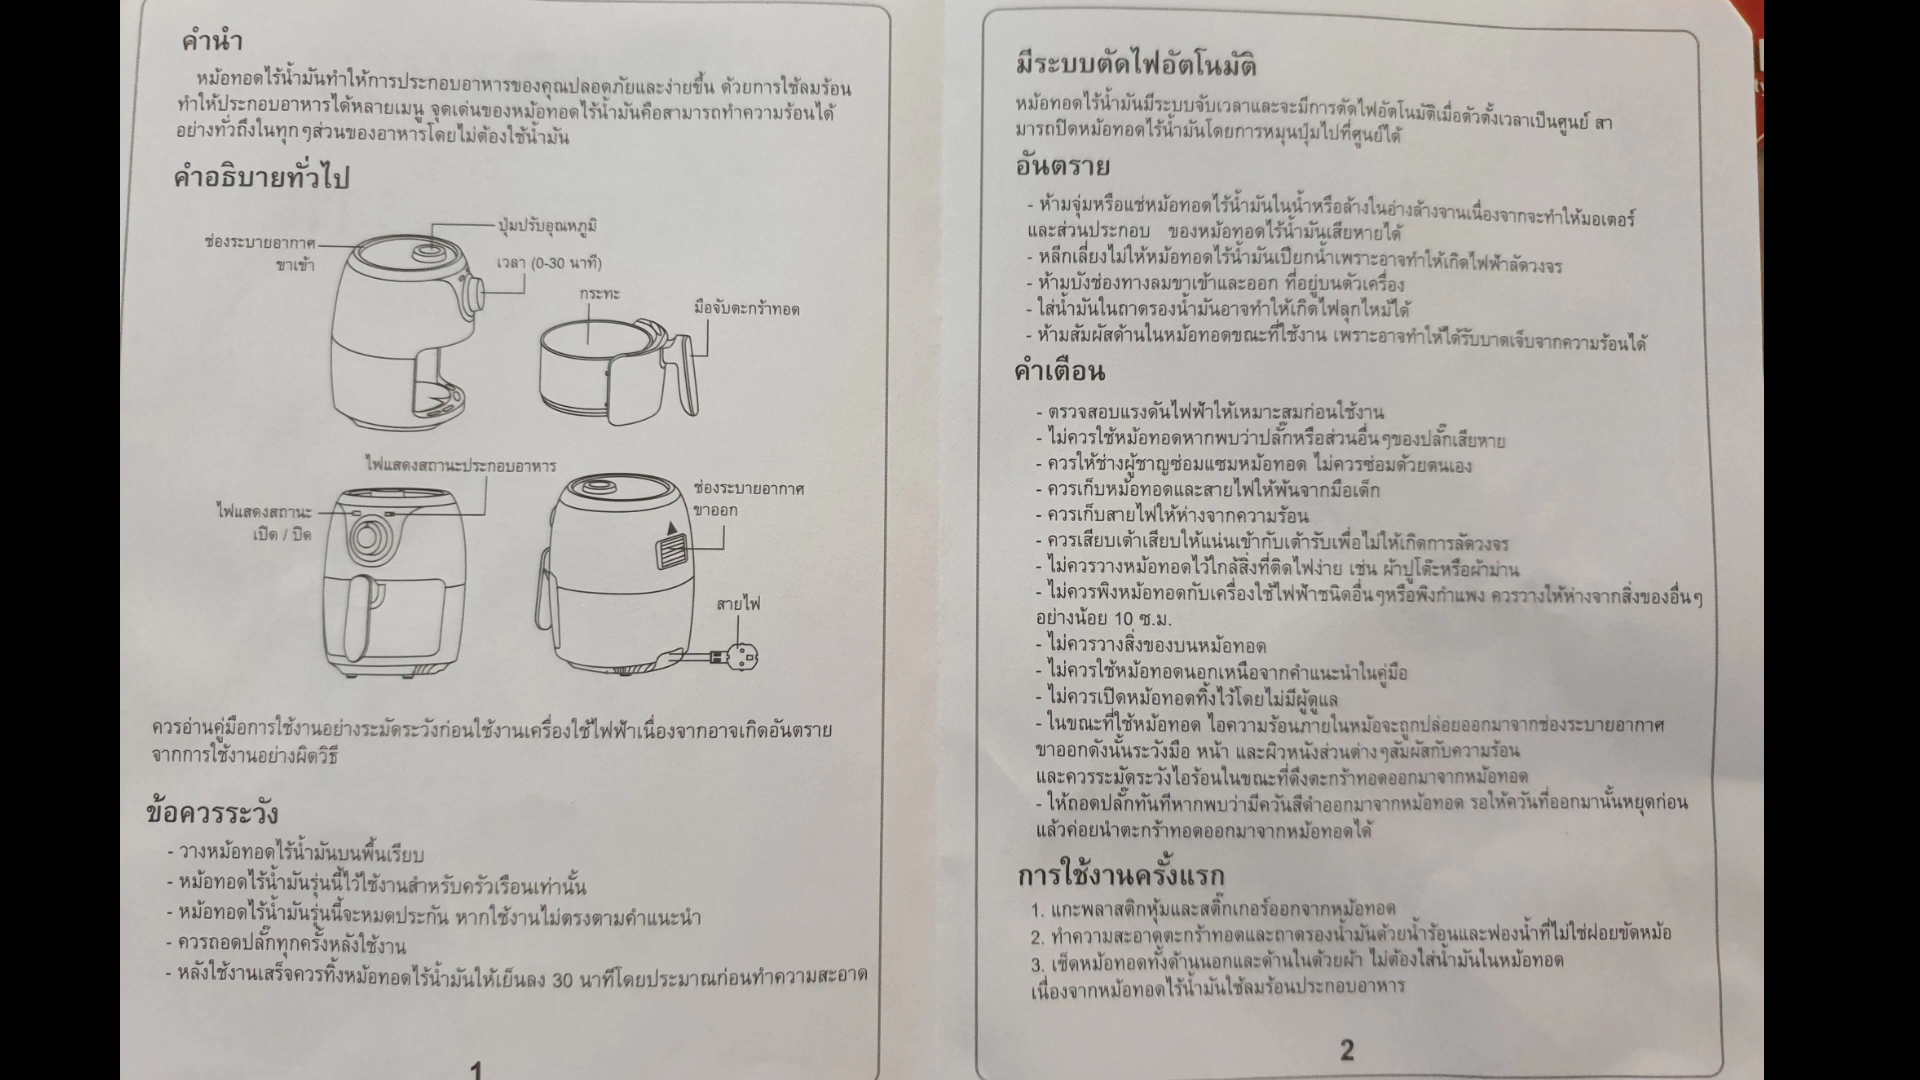 คำนำ
หม้อทอดไร้น้ำมันทำให้การประกอบอาหารของคุณปลอดภัยและง่ายขึ้น ด้วยการใช้ลมร้อน
ทำให้ประกอบอาหารได้หลายเมนู จุดเด่นของหม้อทอดไร้น้ำมันคือสามารถทำความร้อนได้
อย่างทั่วถึงในทุกๆส่วนของอาหารโดยไม่ต้องใช้น้ำมัน
คำอธิบายทั่วไป
ปุ่มปรับอุณหภูมิ
ช่องระบายอากาศ
ขาเข้า
เวลา (0-30 นาที)
กระทะ
มือจับตะกร้าทอด
ไฟแสดงสถานะประกอบอาหาร
ไฟแสดงสถานะ
เปิด / ปิด
ช่องระบายอากาศ
ขาออก
สายไฟ
ควรอ่านคู่มือการใช้งานอย่างระมัดระวังก่อนใช้งานเครื่องใช้ไฟฟ้าเนื่องจากอาจเกิดอันตราย
จากการใช้งานอย่างผิดวิธี
ข้อควรระวัง
- วางหม้อทอดไร้น้ำมันบนพื้นเรียบ
- หม้อทอดไร้น้ำมันรุ่นนี้ไว้ใช้งานสำหรับครัวเรือนเท่านั้น
- หม้อทอดไร้น้ำมันรุ่นนี้จะหมดประกัน หากใช้งานไม่ตรงตามคำแนะนำ
- ควรถอดปลั๊กทุกครั้งหลังใช้งาน
- หลังใช้งานเสร็จควรทิ้งหม้อทอดไร้น้ำมันให้เย็นลง 30 นาทีโดยประมาณก่อนทำความสะอาด
1
มีระบบตัดไฟอัตโนมัติ
หม้อทอดไร้น้ำมันมีระบบจับเวลาและจะมีการตัดไฟอัตโนมัติเมื่อตัวตั้งเวลาเป็นศูนย์ สา
มารถปิดหม้อทอดไร้น้ำมันโดยการหมุนปุ่มไปที่ศูนย์ได้
อันตราย
- ห้ามจุ่มหรือแช่หม้อทอดไร้น้ำมันในน้ำหรือล้างในอ่างล้างจานเนื่องจากจะทำให้มอเตอร์
และส่วนประกอบ ของหม้อทอดไร้น้ำมันเสียหายได้
- หลีกเลี่ยงไม่ให้หม้อทอดไร้น้ำมันเปียกน้ำเพราะอาจทำให้เกิดไฟฟ้าลัดวงจร
- ห้ามบังช่องทางลมขาเข้าและออก ที่อยู่บนตัวเครื่อง
- ใส่น้ำมันในถาดรองน้ำมันอาจทำให้เกิดไฟลุกไหม้ได้
- ห้ามสัมผัสด้านในหม้อทอดขณะที่ใช้งาน เพราะอาจทำให้ได้รับบาดเจ็บจากความร้อนได้
คำเตือน
- ตรวจสอบแรงดันไฟฟ้าให้เหมาะสมก่อนใช้งาน
- ไม่ควรใช้หม้อทอดหากพบว่าปลั๊กหรือส่วนอื่นๆของปลั๊กเสียหาย
- ควรให้ช่างผู้ชาญซ่อมแซมหม้อทอด ไม่ควรซ่อมด้วยตนเอง
- ควรเก็บหม้อทอดและสายไฟให้พ้นจากมือเด็ก
- ควรเก็บสายไฟให้ห่างจากความร้อน
- ควรเสียบเต้าเสียบให้แน่นเข้ากับเต้ารับเพื่อไม่ให้เกิดการลัดวงจร
- ไม่ควรวางหม้อทอดไว้ใกล้สิ่งที่ติดไฟง่าย เช่น ผ้าปูโต๊ะหรือผ้าม่าน
- ไม่ควรพิงหม้อทอดกับเครื่องใช้ไฟฟ้าชนิดอื่นๆหรือพิงกำแพง ควรวางให้ห่างจากสิ่งของอื่นๆ
อย่างน้อย 10 ซ.ม.
- ไม่ควรวางสิ่งของบนหม้อทอด
- ไม่ควรใช้หม้อทอดนอกเหนือจากคำแนะนำในคู่มือ
- ไม่ควรเปิดหม้อทอดทิ้งไว้โดยไม่มีผู้ดูแล
- ในขณะที่ใช้หม้อทอด ไอความร้อนภายในหม้อจะถูกปล่อยออกมาจากช่องระบายอากาศ
ขาออกดังนั้นระวังมือ หน้า และผิวหนังส่วนต่างๆสัมผัสกับความร้อน
และควรระมัดระวังไอร้อนในขณะที่ดึงตะกร้าทอดออกมาจากหม้อทอด
- ให้ถอดปลั๊กทันทีหากพบว่ามีควันสีดำออกมาจากหม้อทอด รอให้ควันที่ออกมานั้นหยุดก่อน
แล้วค่อยนำตะกร้าทอดออกมาจากหม้อทอดได้
การใช้งานครั้งแรก
1. แกะพลาสติกหุ้มและสติ๊กเกอร์ออกจากหม้อทอด
2. ทำความสะอาดตะกร้าทอดและถาดรองน้ำมันด้วยน้ำร้อนและฟองน้ำที่ไม่ใช่ฝอยขัดหม้อ
3. เช็ดหม้อทอดทั้งด้านนอกและด้านในด้วยผ้า ไม่ต้องใส่น้ำมันในหม้อทอด
เนื่องจากหม้อทอดไร้น้ำมันใช้ลมร้อนประกอบอาหาร
2